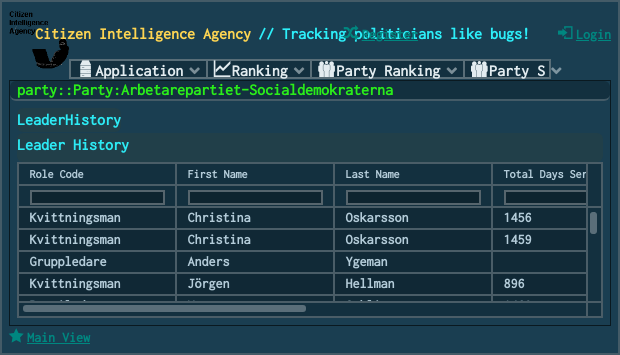 Citizen
Intelligence
Agency
Citizen Intelligence Agency // Tracking politicians like bugs!
Register
Login
Application
Ranking
Party Ranking
Party S
party::Party:Arbetarepartiet-Socialdemokraterna
LeaderHistory
Leader History
Role Code First Name Last Name Total Days Ser
Kvittningsman Christina Oskarsson 1456
Kvittningsman Christina Oskarsson 1459
Gruppledare Anders Ygeman
Kvittningsman Jörgen Hellman 896
Main View